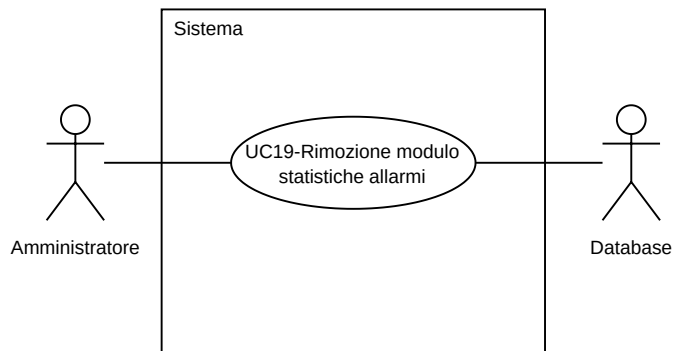 Sistema
UC19-Rimozione modulo
statistiche allarmi
Amministratore
Database